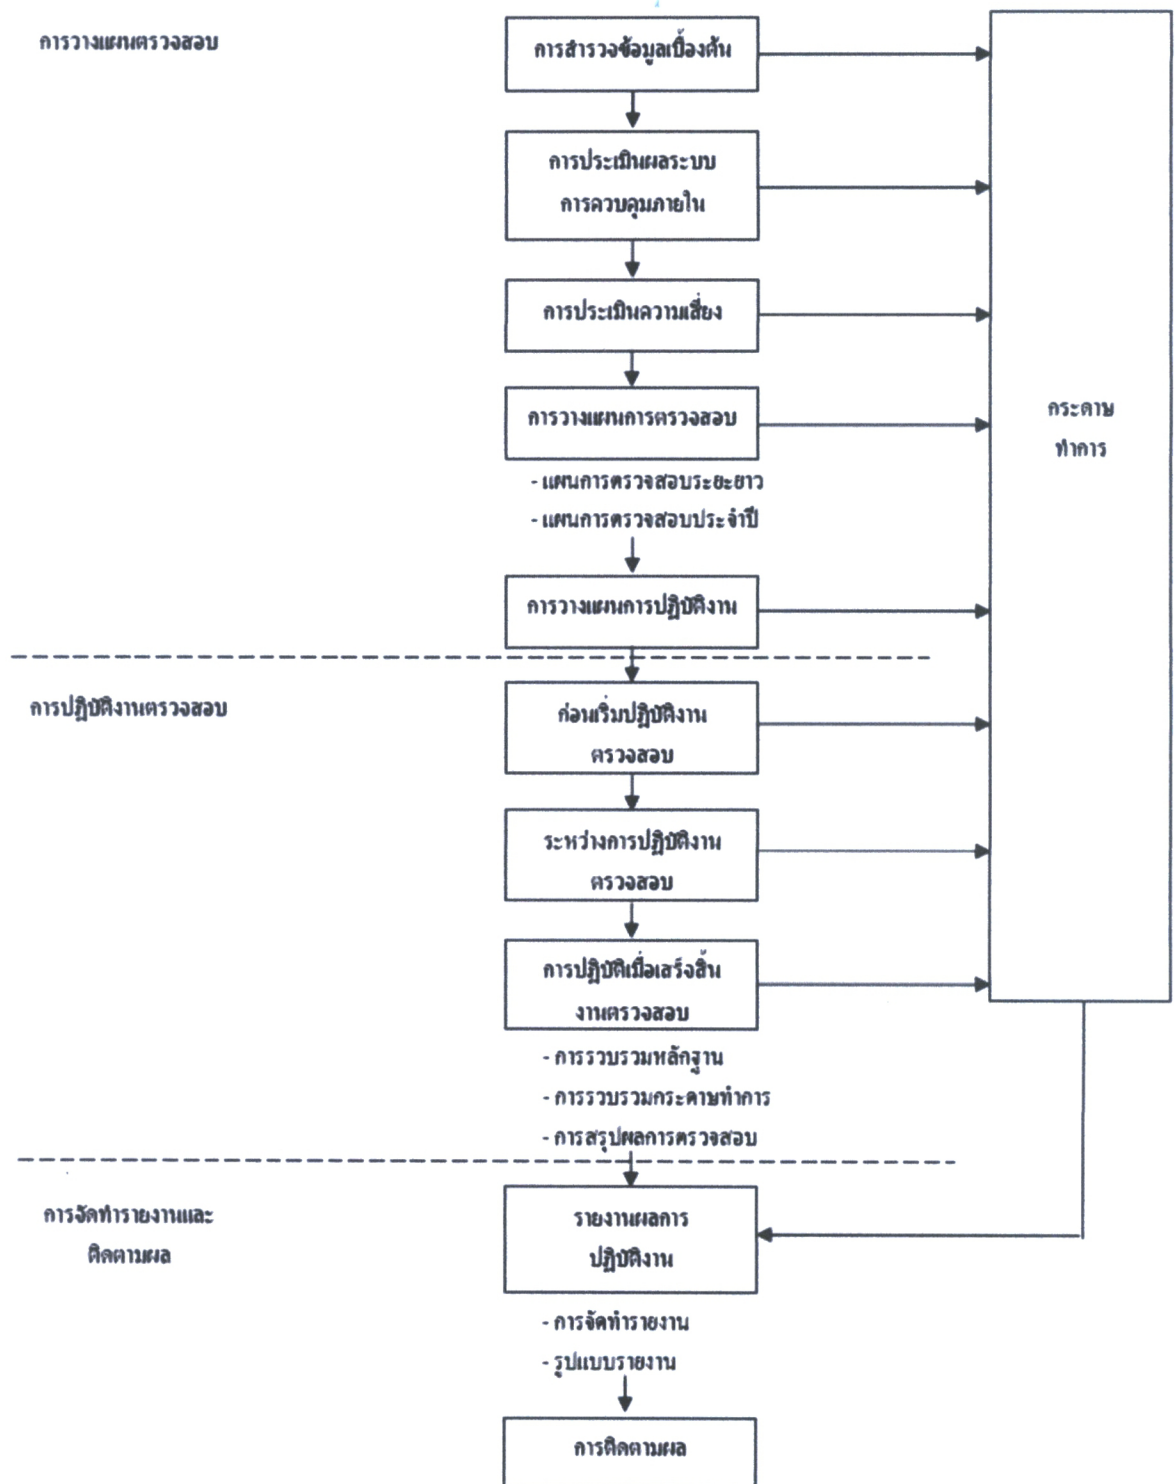 การวางแผนตรวจสอบ
การสำรวจข้อมูลเบื้องต้น
การประเมินผลระบบ
การควบคุมภายใน
การประเมินความเสี่ยง
การวางแผนการตรวจสอบ
- แผนการตรวจสอบระยะยาว
- แผนการตรวจสอบประจำปี
การวางแผนการปฏิบัติงาน
กระดาษ
ทำการ
การปฏิบัติงานตรวจสอบ
ก่อนเริ่มปฏิบัติงาน
ตรวจสอบ
ระหว่างการปฏิบัติงาน
ตรวจสอบ
การปฏิบัติเมื่อเสร็จสิ้น
งานตรวจสอบ
- การรวบรวมหลักฐาน
- การรวบรวมกระดาษทำการ
- การสรุปผลการตรวจสอบ
การจัดทำรายงานและ
ติดตามผล
รายงานผลการ
ปฏิบัติงาน
- การจัดทำรายงาน
- รูปแบบรายงาน
การติดตามผล